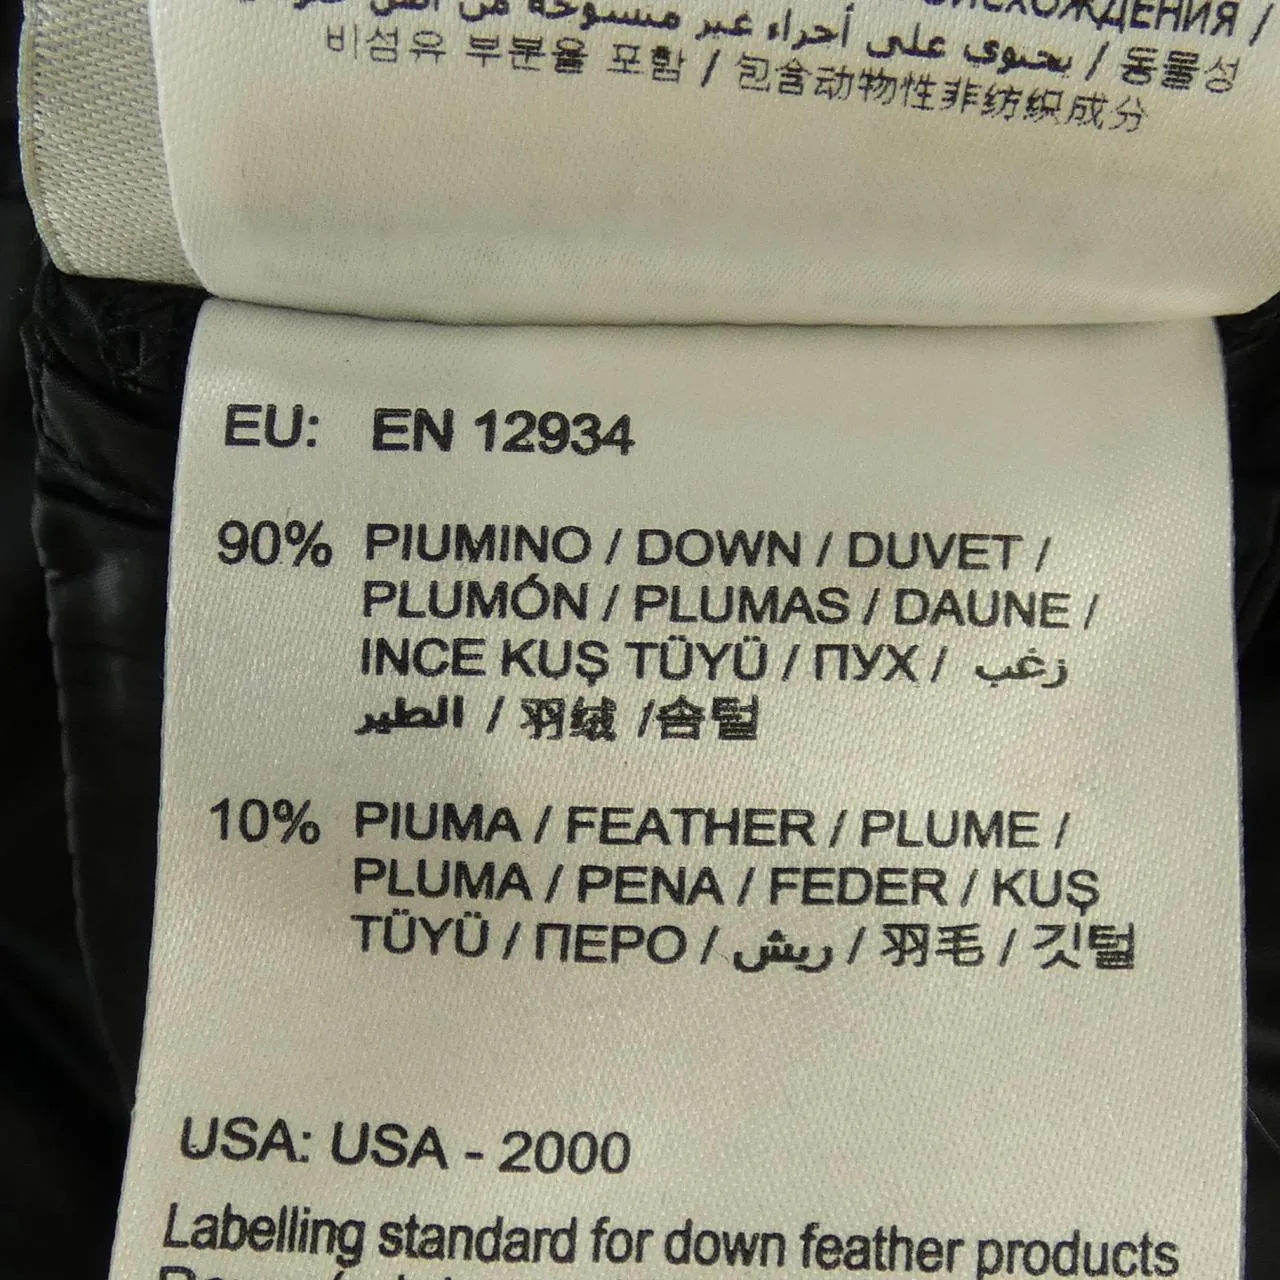 ПРОИСХОЖДЕНИЯ /
يحتوي على أجزاء غير منسوجة من أصل / 동물성
비섬유 부분을 포함 / 包含动物性非纺织成分
EU: EN 12934
90% PIUMINO / DOWN / DUVET /
PLUMÓN / PLUMAS / DAUNE /
INCE KUŞ TÜYÜ / ПУХ / زغب
الطير / 羽绒 /솜털
10% PIUMA / FEATHER / PLUME /
PLUMA / PENA / FEDER / KUŞ
TÜYÜ / ПЕРО / ريش / 羽毛 / 깃털
USA: USA - 2000
Labelling standard for down feather products